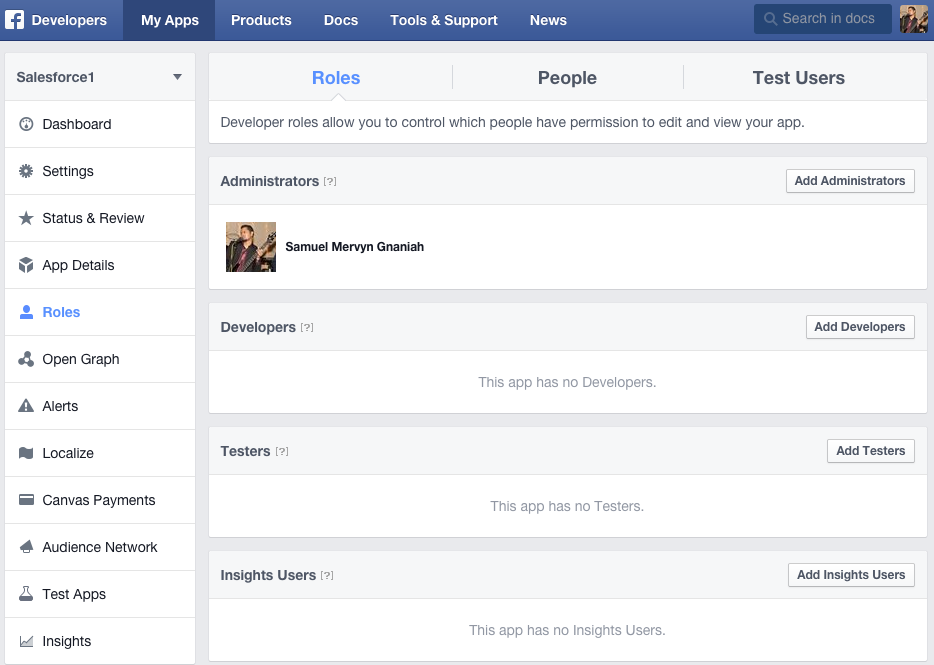 Developers My Apps Products Docs Tools & Support News Search in docs
Salesforce1
Dashboard
Settings
Status & Review
App Details
Roles
Open Graph
Alerts
Localize
Canvas Payments
Audience Network
Test Apps
Insights
Roles People Test Users
Developer roles allow you to control which people have permission to edit and view your app.
Administrators [?] Add Administrators
Samuel Mervyn Gnaniah
Developers [?] Add Developers
This app has no Developers.
Testers [?] Add Testers
This app has no Testers.
Insights Users [?] Add Insights Users
This app has no Insights Users.